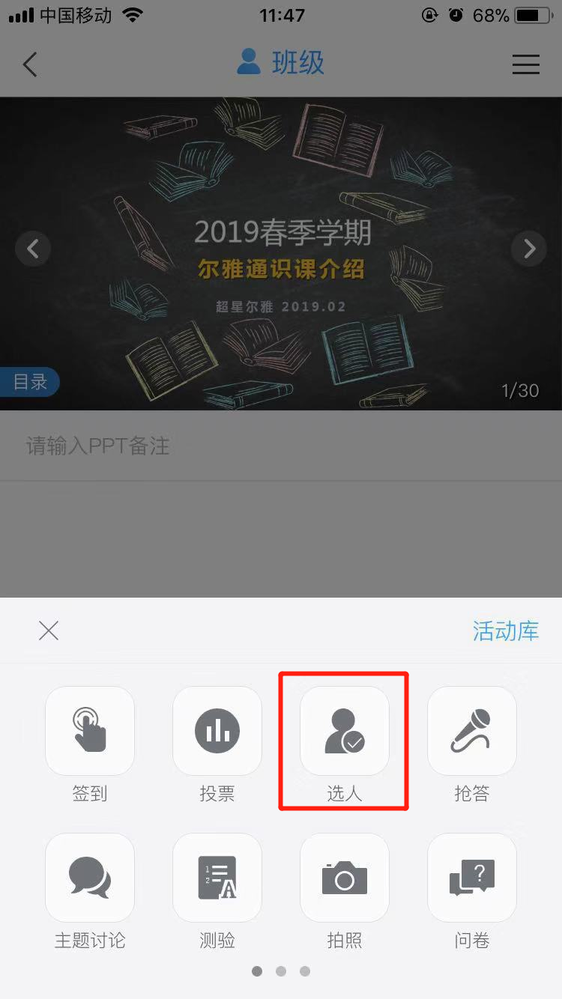 中国移动 11:47 68%
班级
2019春季学期
尔雅通识课介绍
超星尔雅 2019.02
目录
1/30
请输入PPT备注
活动库
签到 投票 选人 抢答
主题讨论 测验 拍照 问卷